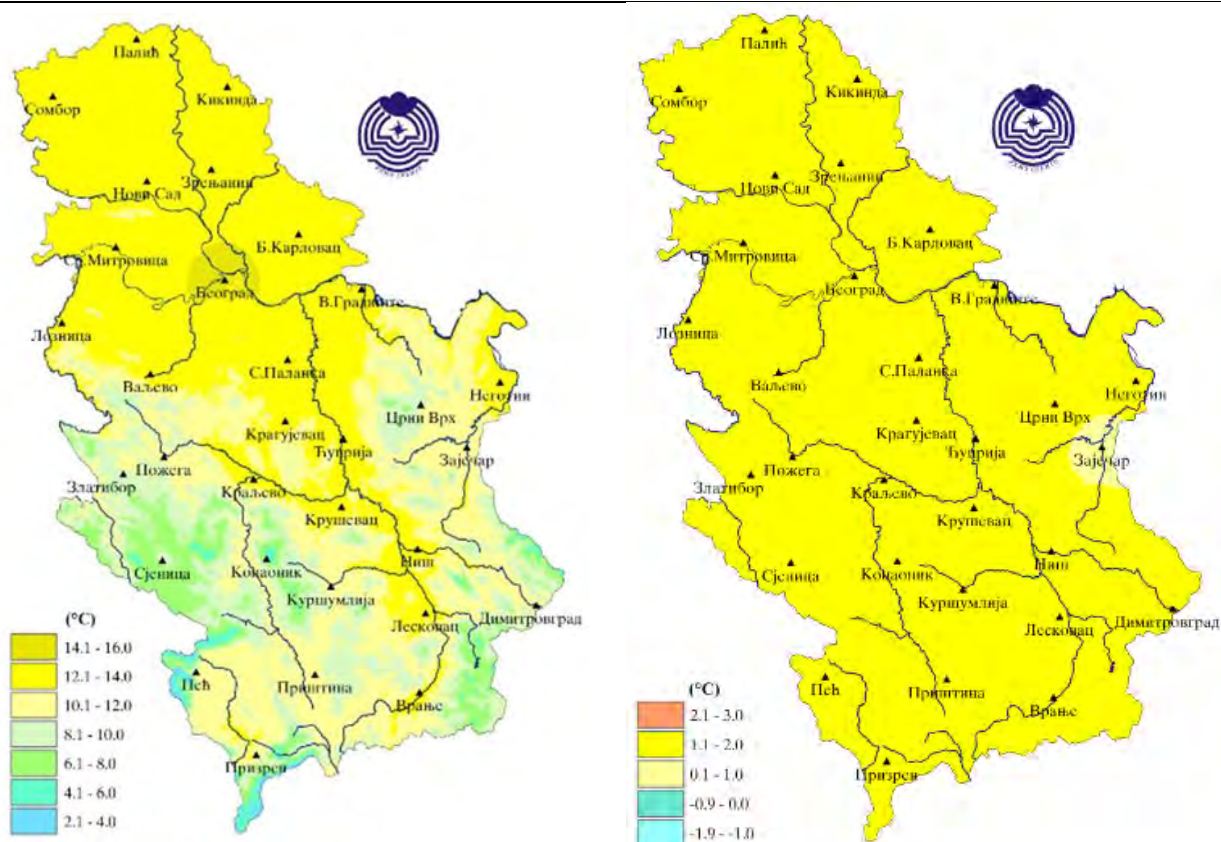 Палић
Кикинда
Сомбор
Зрењанин
Нови Сад
Б.Карловац
Ср.Митровица
Београд
В.Градиште
Лозница
С.Паланка
Ваљево
Неготин
Црни Врх
Крагујевац
Ћуприја
Зајечар
Пожега
Златибор
Краљево
Крушевац
Ниш
Сјеница
Копаоник
Куршумлија
Димитровград
Лесковац
Пећ
Приштина
Врање
Призрен
(°C)
14.1 - 16.0
12.1 - 14.0
10.1 - 12.0
8.1 - 10.0
6.1 - 8.0
4.1 - 6.0
2.1 - 4.0
Палић
Кикинда
Сомбор
Зрењанин
Нови Сад
Б.Карловац
Ср.Митровица
Београд
В.Градиште
Лозница
С.Паланка
Ваљево
Неготин
Црни Врх
Крагујевац
Ћуприја
Зајечар
Пожега
Златибор
Краљево
Крушевац
Ниш
Сјеница
Копаоник
Куршумлија
Димитровград
Лесковац
Пећ
Приштина
Врање
Призрен
(°C)
2.1 - 3.0
1.1 - 2.0
0.1 - 1.0
-0.9 - 0.0
-1.9 - -1.0